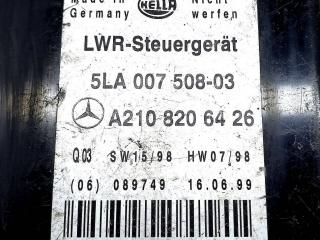 Made in Nicht
Germany HELLA werfen
LWR-Steuergerät
5LA 007 508-03
A210 820 64 26
Q03 SW15/98 HW07/98
(06) 089749 16.06.99